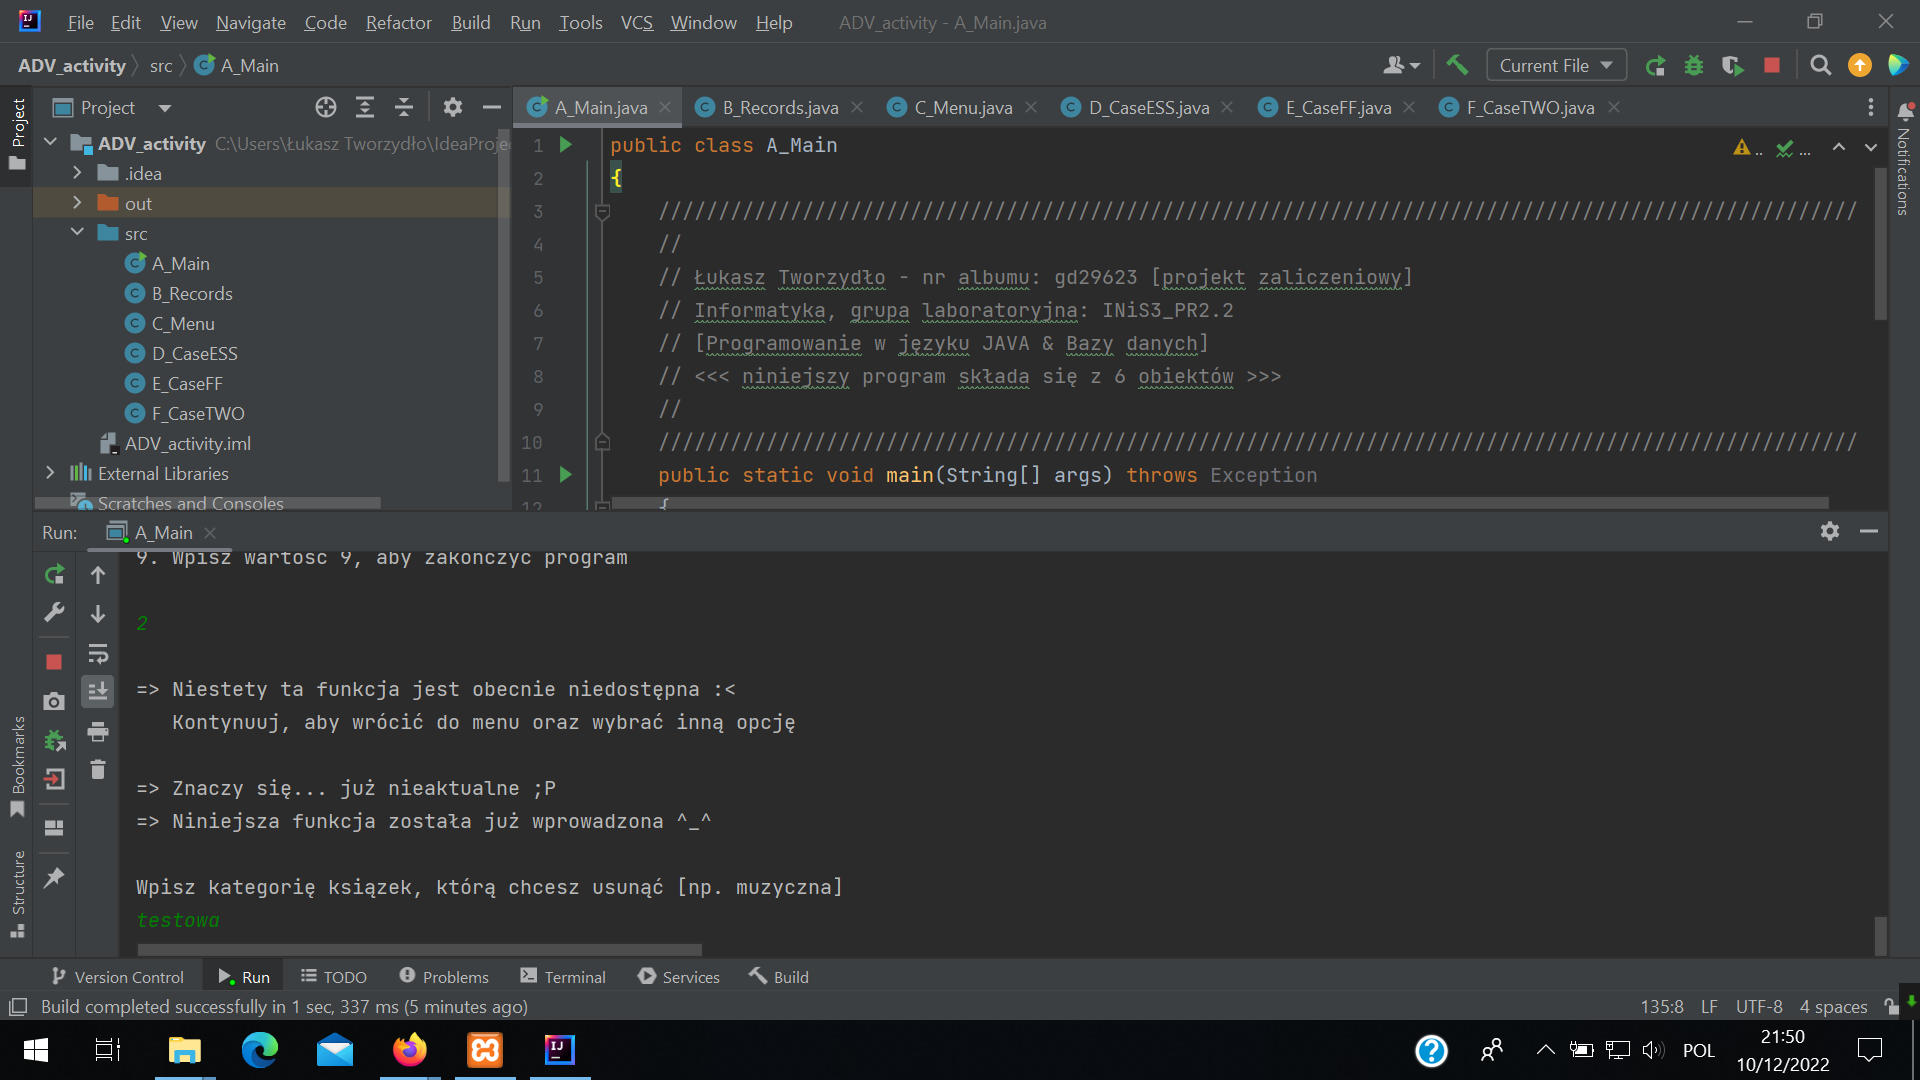 File Edit View Navigate Code Refactor Build Run Tools VCS Window Help ADV_activity - A_Main.java
ADV_activity src A_Main Current File
Project A_Main.java B_Records.java C_Menu.java D_CaseESS.java E_CaseFF.java F_CaseTWO.java
Project
Notifications
ADV_activity C:\Users\Łukasz Tworzydło\IdeaProje
.idea
out
src
A_Main
B_Records
C_Menu
D_CaseESS
E_CaseFF
F_CaseTWO
ADV_activity.iml
External Libraries
Scratches and Consoles
1 public class A_Main
2 {
3 ////////////////////////////////////////////////////////////////////////////////////////////////////
4 //
5 // Łukasz Tworzydło - nr albumu: gd29623 [projekt zaliczeniowy]
6 // Informatyka, grupa laboratoryjna: INiS3_PR2.2
7 // [Programowanie w języku JAVA & Bazy danych]
8 // <<< niniejszy program składa się z 6 obiektów >>>
9 //
10 ////////////////////////////////////////////////////////////////////////////////////////////////////
11 public static void main(String[] args) throws Exception
12 {
Run: A_Main
9. Wpisz wartość 9, aby zakończyć program
2
=> Niestety ta funkcja jest obecnie niedostępna :<
Kontynuuj, aby wrócić do menu oraz wybrać inną opcję
=> Znaczy się... już nieaktualne ;P
=> Niniejsza funkcja została już wprowadzona ^_^
Wpisz kategorię książek, którą chcesz usunąć [np. muzyczna]
testowa
Bookmarks
Structure
Version Control Run TODO Problems Terminal Services Build
Build completed successfully in 1 sec, 337 ms (5 minutes ago) 135:8 LF UTF-8 4 spaces
POL 21:50
10/12/2022